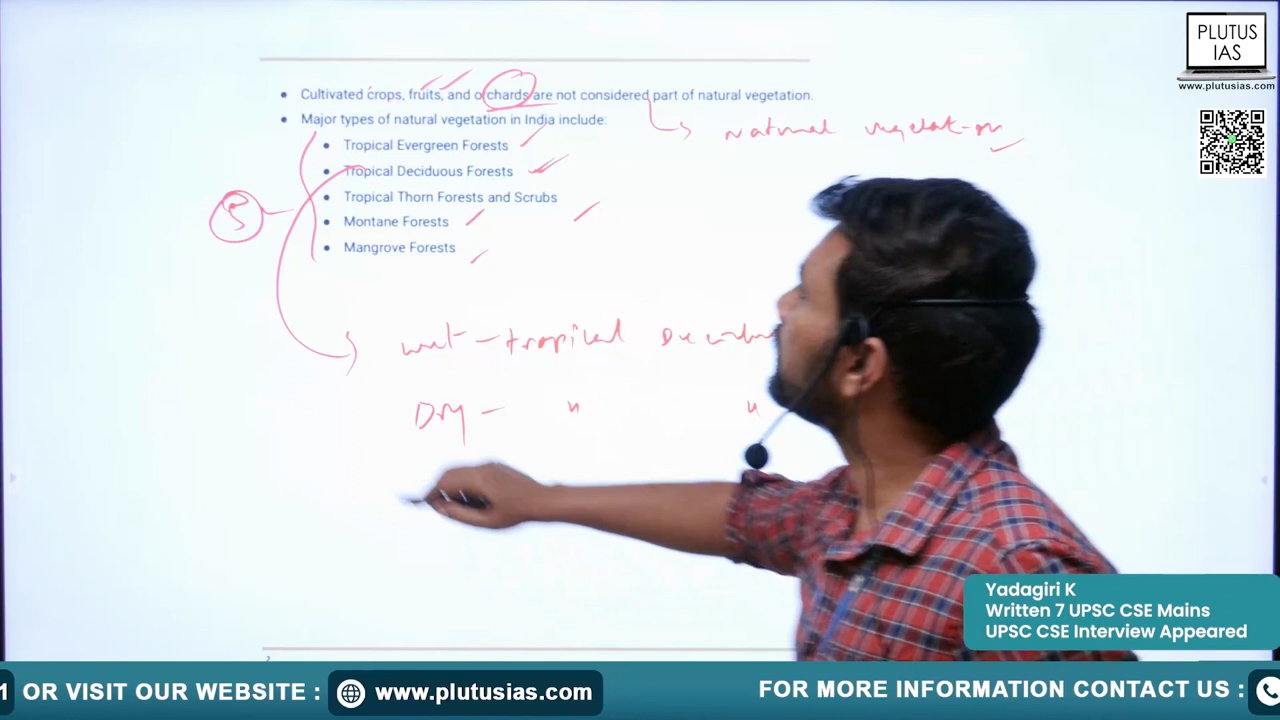 PLUTUS
IAS
www.plutusias.com
Cultivated crops, fruits, and orchards are not considered part of natural vegetation.
Major types of natural vegetation in India include:
natural vegetation
Tropical Evergreen Forests
Tropical Deciduous Forests
Tropical Thorn Forests and Scrubs
5
Montane Forests
Mangrove Forests
wet - tropical
Dry - " "
Yadagiri K
Written 7 UPSC CSE Mains
UPSC CSE Interview Appeared
1 OR VISIT OUR WEBSITE : www.plutusias.com FOR MORE INFORMATION CONTACT US :